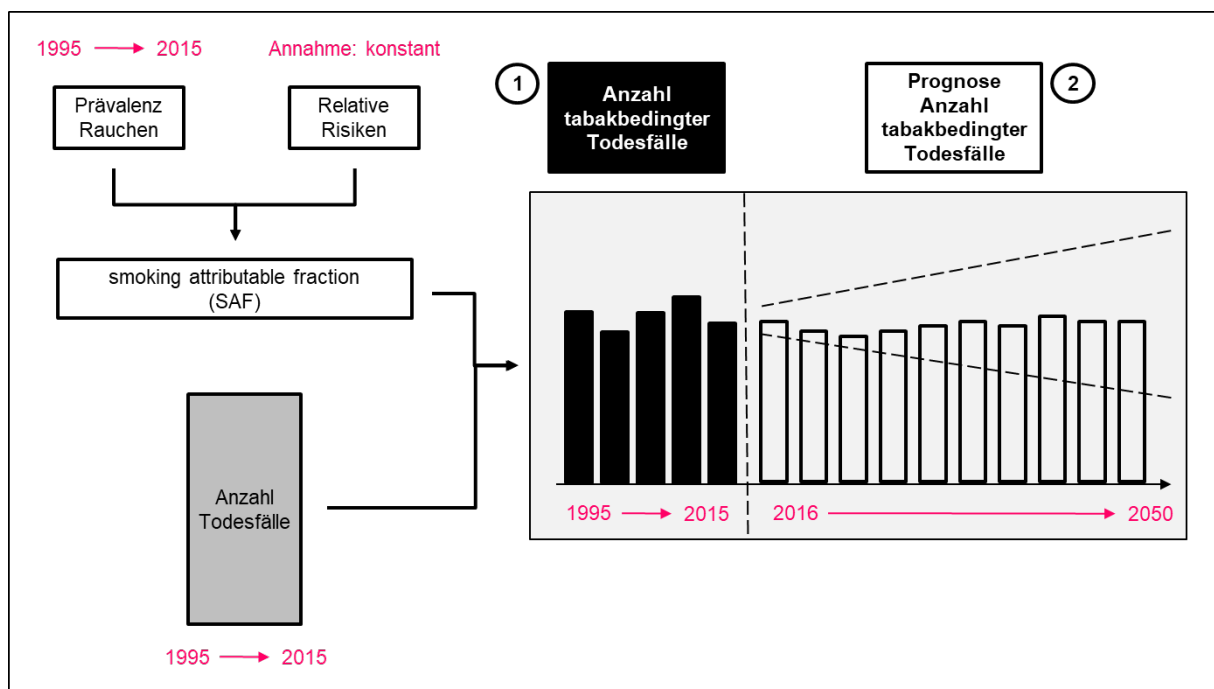 1995 → 2015
Annahme: konstant
Prävalenz
Rauchen
Relative
Risiken
smoking attributable fraction
(SAF)
Anzahl
Todesfälle
1995 → 2015
1
Anzahl
tabakbedingter
Todesfälle
Prognose
Anzahl
tabakbedingter
Todesfälle
2
1995 → 2015
2016 → 2050